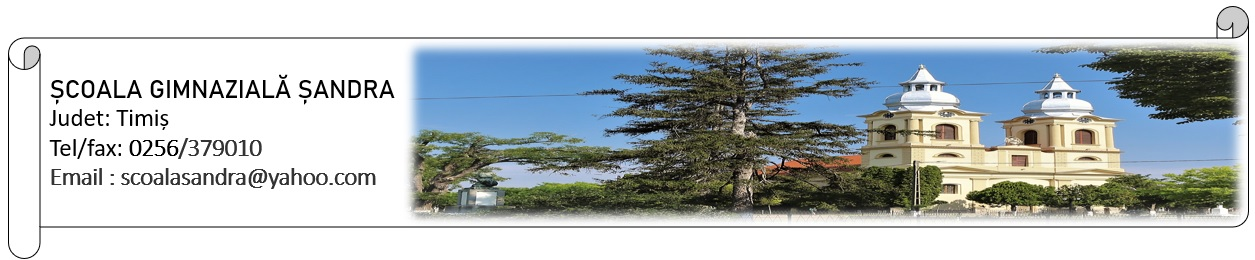 ȘCOALA GIMNAZIALĂ ȘANDRA
Judet: Timiș
Tel/fax: 0256/379010
Email : scoalasandra@yahoo.com